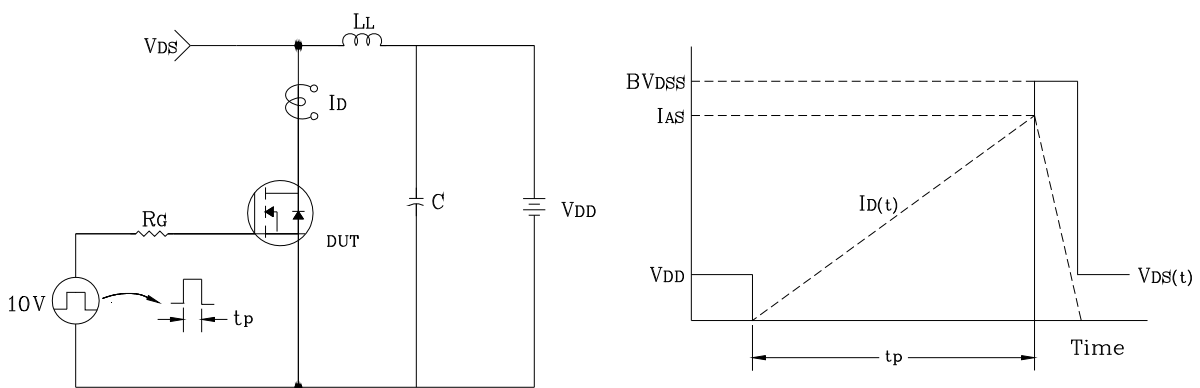 LL
VDS
ID
RG
DUT
C
VDD
10V
tp
BVDSS
IAS
ID(t)
VDD
VDS(t)
tp
Time